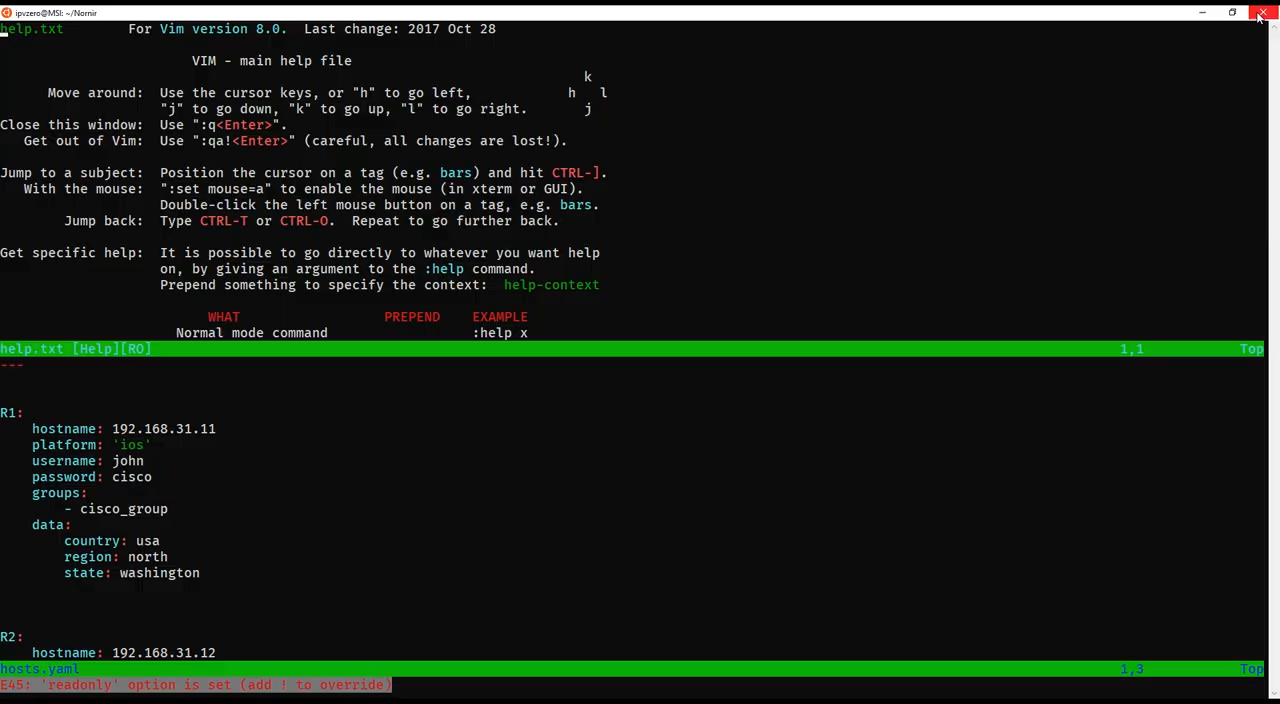 ipvzero@MSI: ~/Nornir
help.txt For Vim version 8.0. Last change: 2017 Oct 28
VIM - main help file
k
Move around: Use the cursor keys, or "h" to go left, h l
"j" to go down, "k" to go up, "l" to go right. j
Close this window: Use ":q<Enter>".
Get out of Vim: Use ":qa!<Enter>" (careful, all changes are lost!).
Jump to a subject: Position the cursor on a tag (e.g. bars) and hit CTRL-].
With the mouse: ":set mouse=a" to enable the mouse (in xterm or GUI).
Double-click the left mouse button on a tag, e.g. bars.
Jump back: Type CTRL-T or CTRL-O. Repeat to go further back.
Get specific help: It is possible to go directly to whatever you want help
on, by giving an argument to the :help command.
Prepend something to specify the context: help-context
WHAT PREPEND EXAMPLE
Normal mode command :help x
help.txt [Help][RO] 1,1 Top
---
R1:
hostname: 192.168.31.11
platform: 'ios'
username: john
password: cisco
groups:
- cisco_group
data:
country: usa
region: north
state: washington
R2:
hostname: 192.168.31.12
hosts.yaml 1,3 Top
E45: 'readonly' option is set (add ! to override)